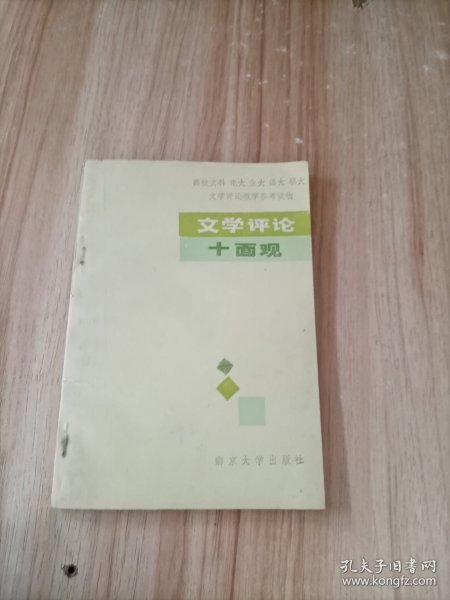 高校文科 电大 业大 函大 职大
文学评论教学参考读物
文学评论
十面观
南京大学出版社
孔夫子旧书网
www.kongfz.com